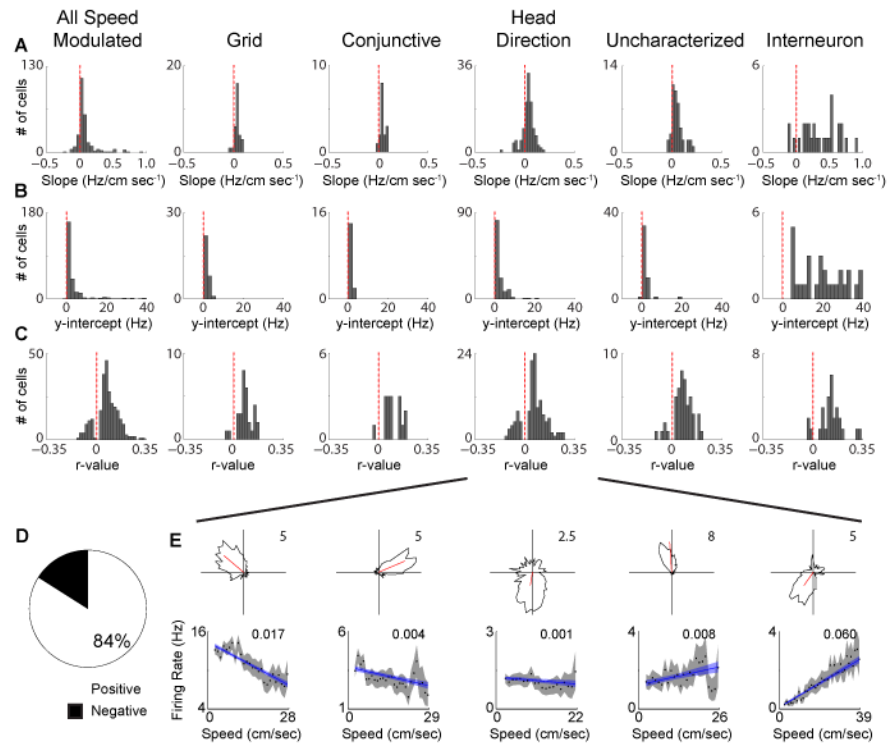 All Speed Modulated Grid Conjunctive Head Direction Uncharacterized Interneuron
A
# of cells
130 20 10 36 14 6
0 0 0 0 0 0
−0.5 0 0.5 1.0 −0.5 0 0.5 −0.5 0 0.5 −0.5 0 0.5 −0.5 0 0.5 −0.5 0 0.5 1.0
Slope (Hz/cm sec⁻¹) Slope (Hz/cm sec⁻¹) Slope (Hz/cm sec⁻¹) Slope (Hz/cm sec⁻¹) Slope (Hz/cm sec⁻¹) Slope (Hz/cm sec⁻¹)
B
# of cells
180 30 16 90 40 6
0 0 0 0 0 0
0 20 40 0 20 40 0 20 40 0 20 40 0 20 40 0 20 40
y-intercept (Hz) y-intercept (Hz) y-intercept (Hz) y-intercept (Hz) y-intercept (Hz) y-intercept (Hz)
C
# of cells
50 10 6 24 10 8
0 0 0 0 0 0
−0.35 0 0.35 −0.35 0 0.35 −0.35 0 0.35 −0.35 0 0.35 −0.35 0 0.35 −0.35 0 0.35
r-value r-value r-value r-value r-value r-value
D
84%
Positive
Negative
E
5 5 2.5 8 5
Firing Rate (Hz)
16 6 3 4 4
0.017 0.004 0.001 0.008 0.060
4 1 0 0 0
0 28 0 29 0 22 0 26 0 39
Speed (cm/sec) Speed (cm/sec) Speed (cm/sec) Speed (cm/sec) Speed (cm/sec)